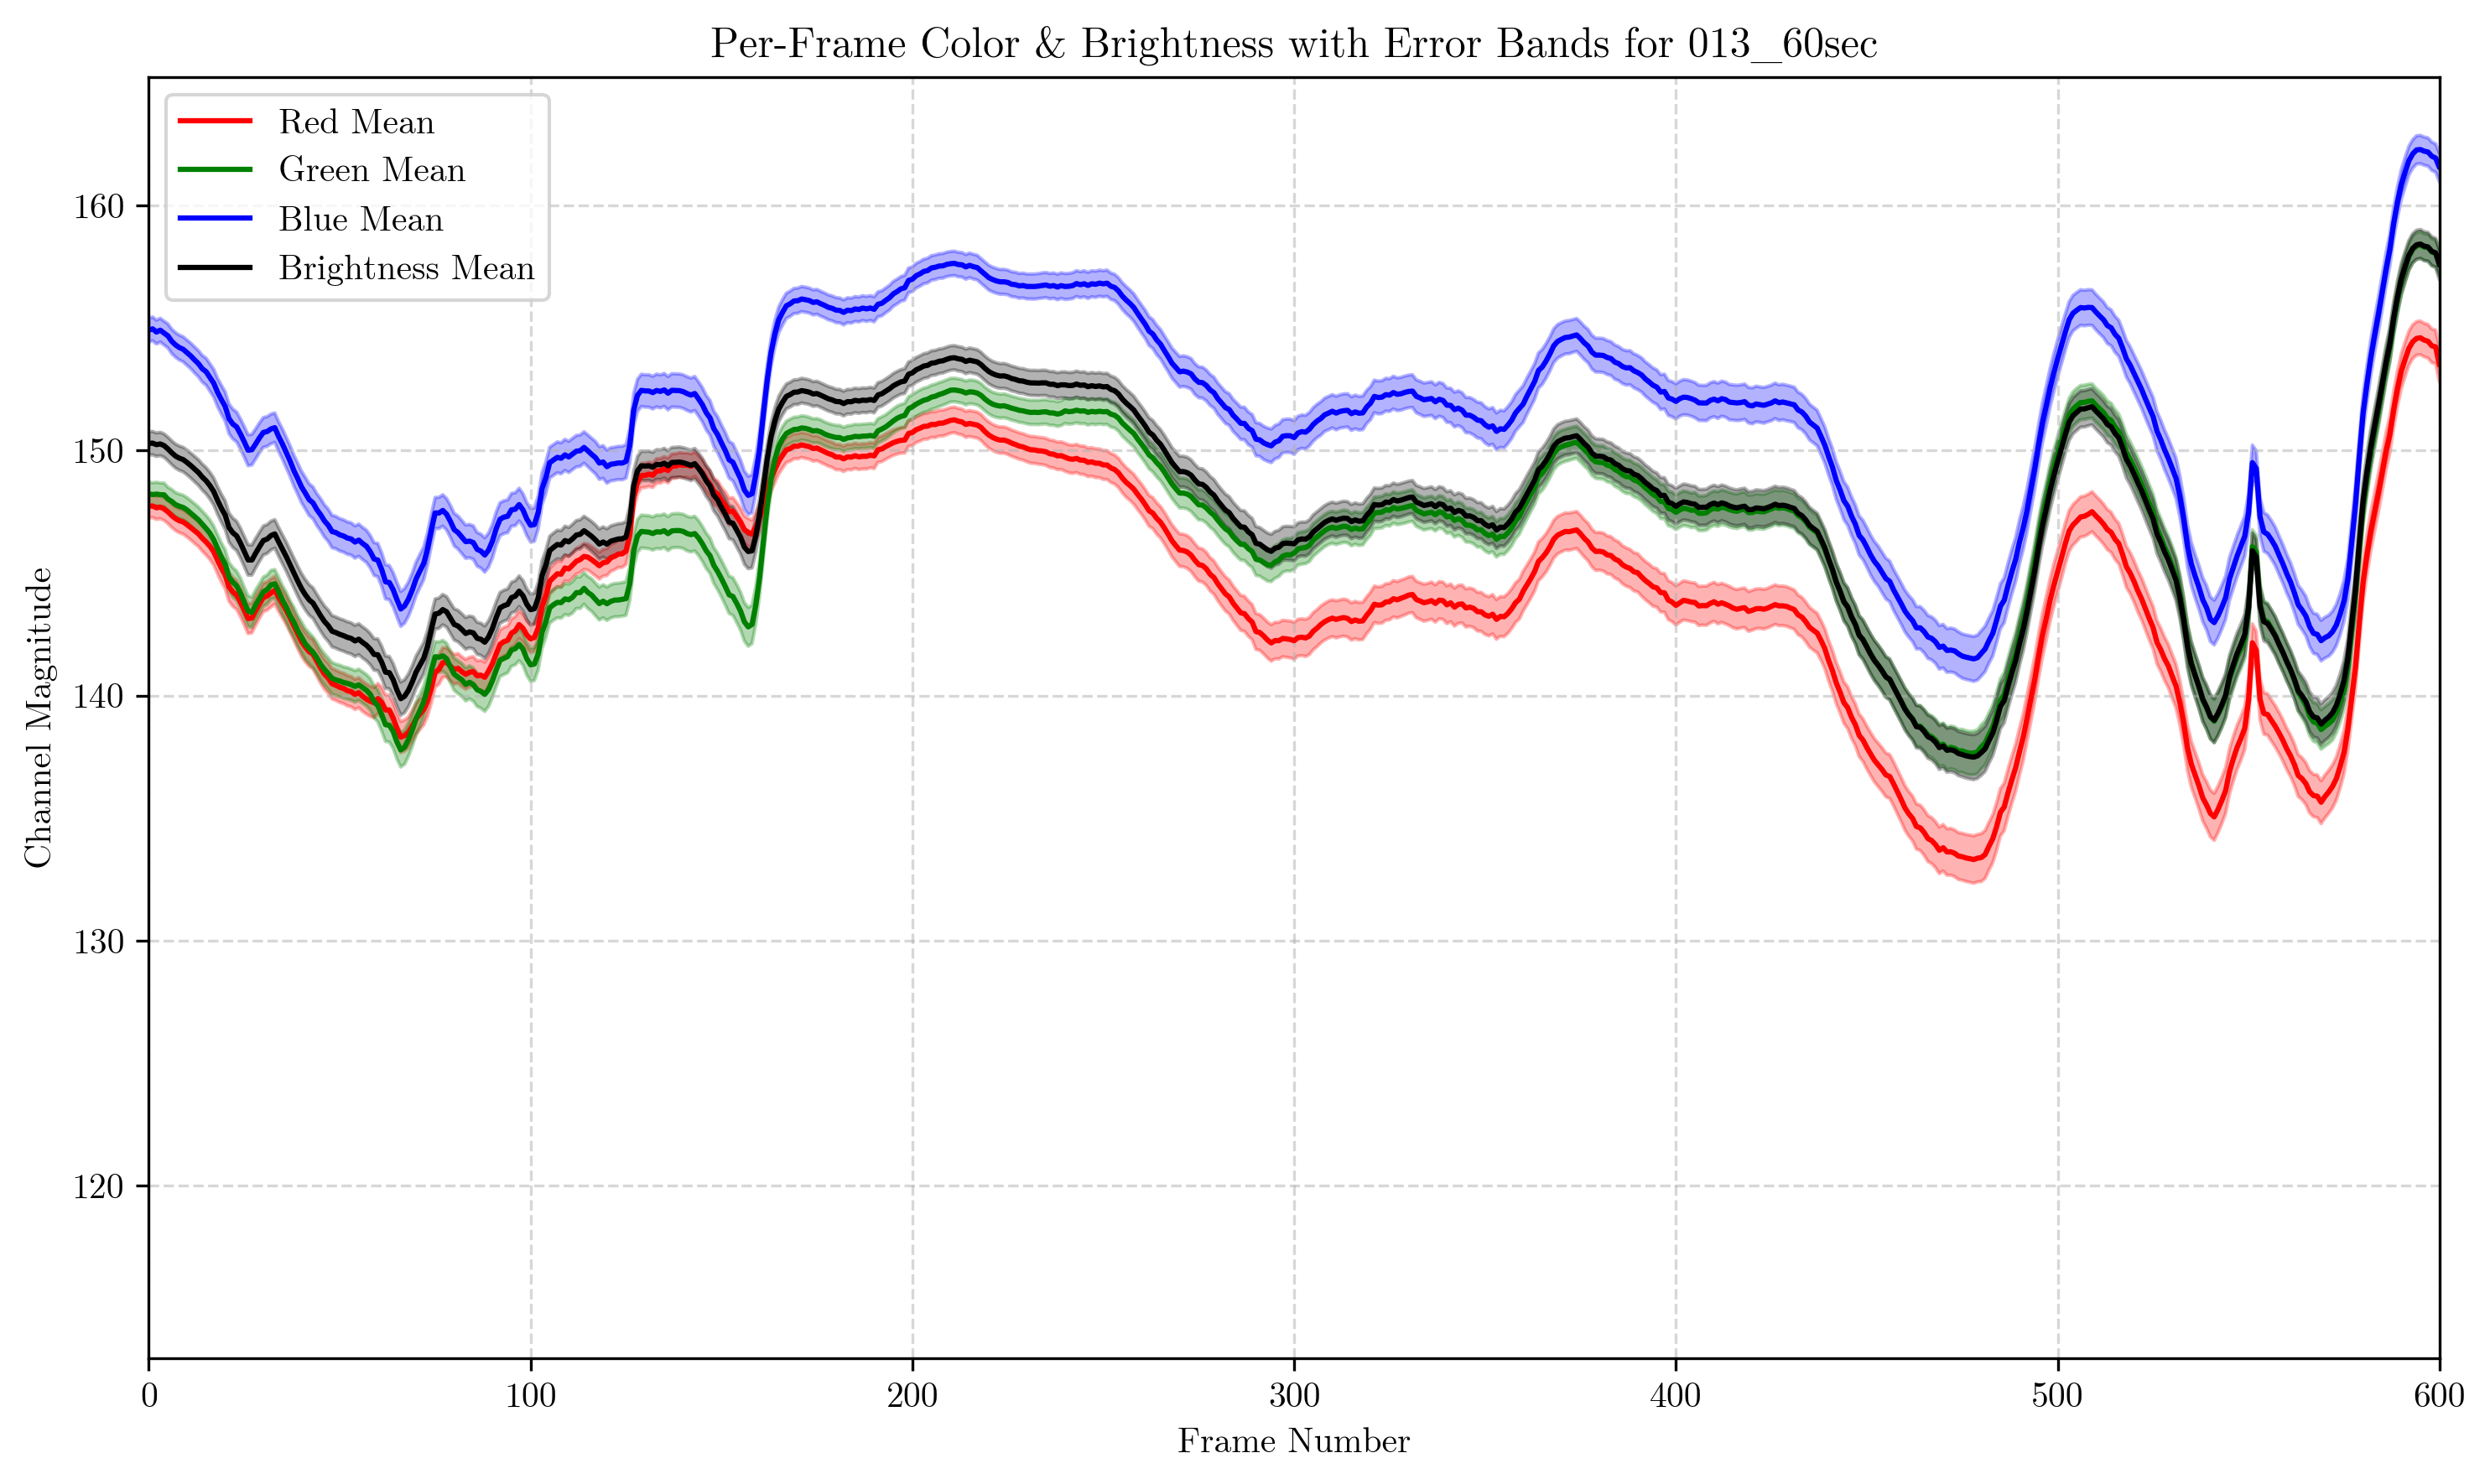 Per-Frame Color & Brightness with Error Bands for 013_60sec
Red Mean
Green Mean
Blue Mean
Brightness Mean
Channel Magnitude
160
150
140
130
120
0 100 200 300 400 500 600
Frame Number